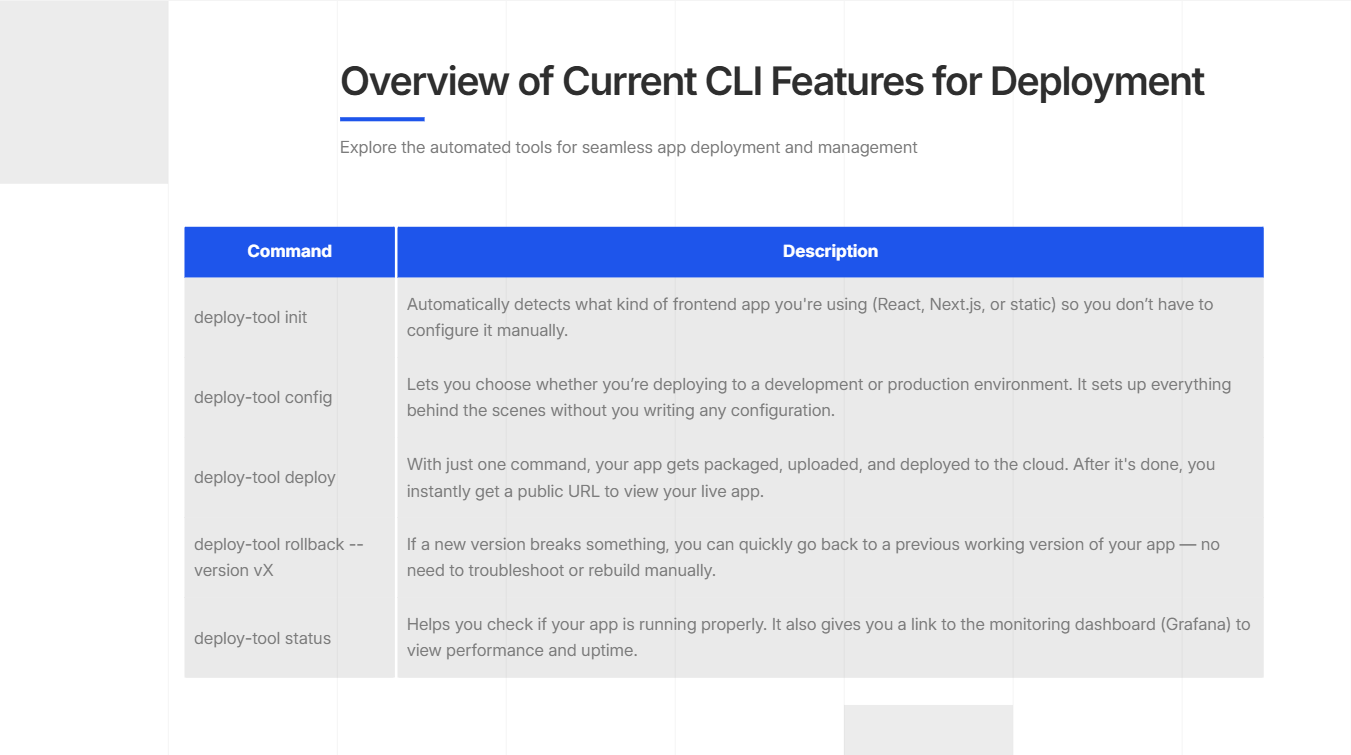 Overview of Current CLI Features for Deployment
Explore the automated tools for seamless app deployment and management
Command
Description
deploy-tool init
Automatically detects what kind of frontend app you're using (React, Next.js, or static) so you don’t have to
configure it manually.
deploy-tool config
Lets you choose whether you’re deploying to a development or production environment. It sets up everything
behind the scenes without you writing any configuration.
deploy-tool deploy
With just one command, your app gets packaged, uploaded, and deployed to the cloud. After it's done, you
instantly get a public URL to view your live app.
deploy-tool rollback --
version vX
If a new version breaks something, you can quickly go back to a previous working version of your app — no
need to troubleshoot or rebuild manually.
deploy-tool status
Helps you check if your app is running properly. It also gives you a link to the monitoring dashboard (Grafana) to
view performance and uptime.